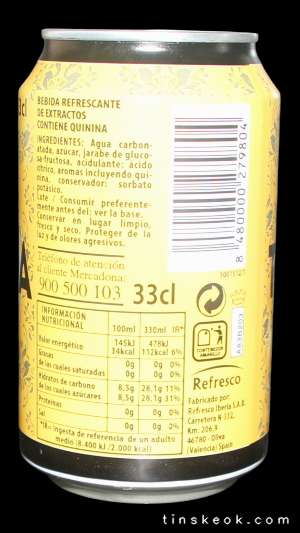 3cl
BEBIDA REFRESCANTE
DE EXTRACTOS
CONTIENE QUININA
INGREDIENTES: Agua carbon-
atada, azúcar, jarabe de gluco-
sa-fructosa, acidulante: ácido
cítrico, aromas incluyendo qui-
nina, conservador: sorbato
potásico.
Lote / Consumir preferente-
mente antes del: ver la base.
Conservar en lugar limpio,
fresco y seco. Proteger de la
luz y de olores agresivos.
Teléfono de atención
al cliente Mercadona:
900 500 103
33cl
8 480000 279804
INFORMACIÓN
NUTRICIONAL
100ml 330ml IR*
Valor energético 145kJ 478kJ
34kcal 112kcal 6%
Grasas 0g 0g 0%
de las cuales saturadas 0g 0g 0%
Hidratos de carbono 8,5g 28,1g 11%
de los cuales azúcares 8,5g 28,1g 31%
Proteínas 0g 0g 0%
Sal 0g 0g 0%
*IR=Ingesta de referencia de un adulto
medio (8.400 kJ / 2.000 kcal)
CONTENEDOR
AMARILLO
Refresco
Fabricado por:
Refresco Iberia S.A.U.
Carretera N 332,
Km. 206,9
46780 - Oliva
(Valencia) Spain
tinskeok.com